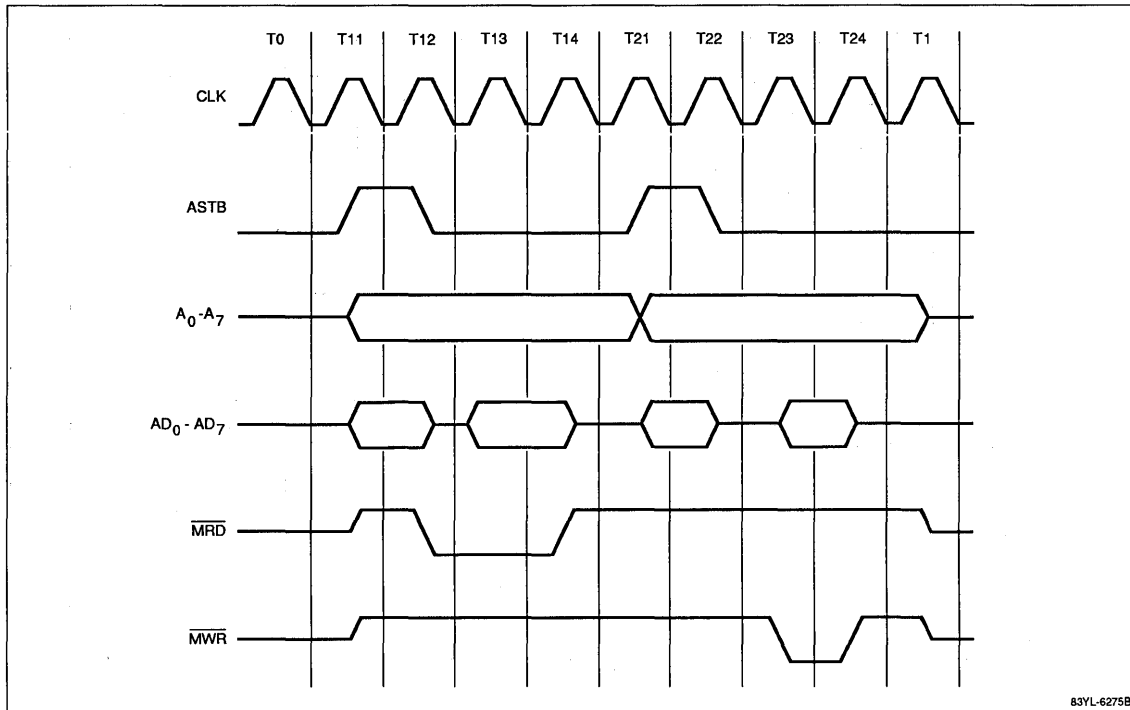 T0 T11 T12 T13 T14 T21 T22 T23 T24 T1
CLK
ASTB
A0-A7
AD0 - AD7
MRD
MWR
83YL-6275B